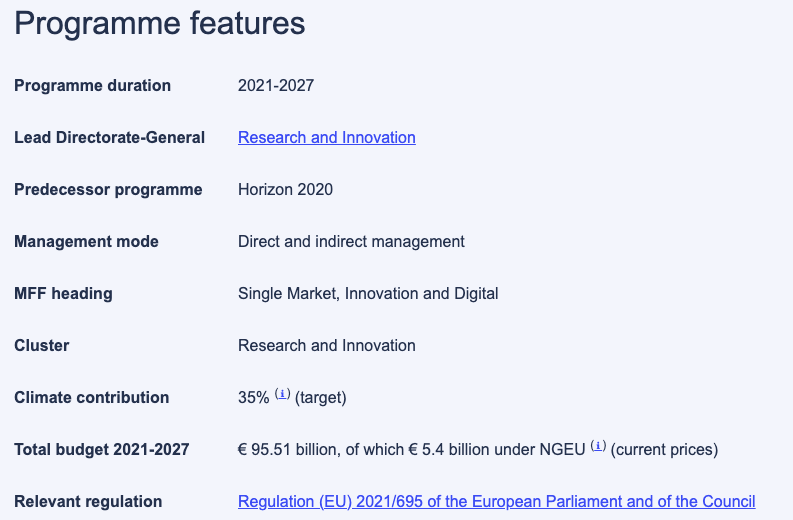 Programme features
Programme duration 2021-2027
Lead Directorate-General Research and Innovation
Predecessor programme Horizon 2020
Management mode Direct and indirect management
MFF heading Single Market, Innovation and Digital
Cluster Research and Innovation
Climate contribution 35% (i) (target)
Total budget 2021-2027 € 95.51 billion, of which € 5.4 billion under NGEU (i) (current prices)
Relevant regulation Regulation (EU) 2021/695 of the European Parliament and of the Council